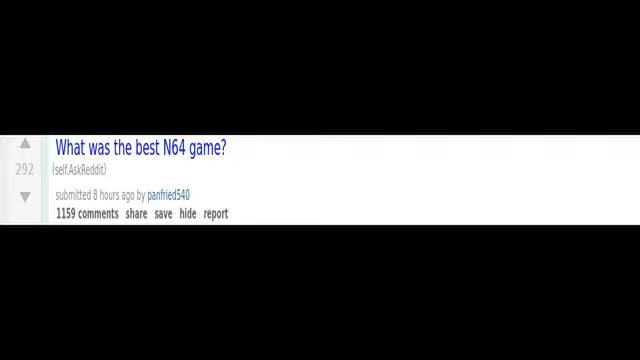 What was the best N64 game?
292 (self.AskReddit)
submitted 8 hours ago by panfried540
1159 comments share save hide report